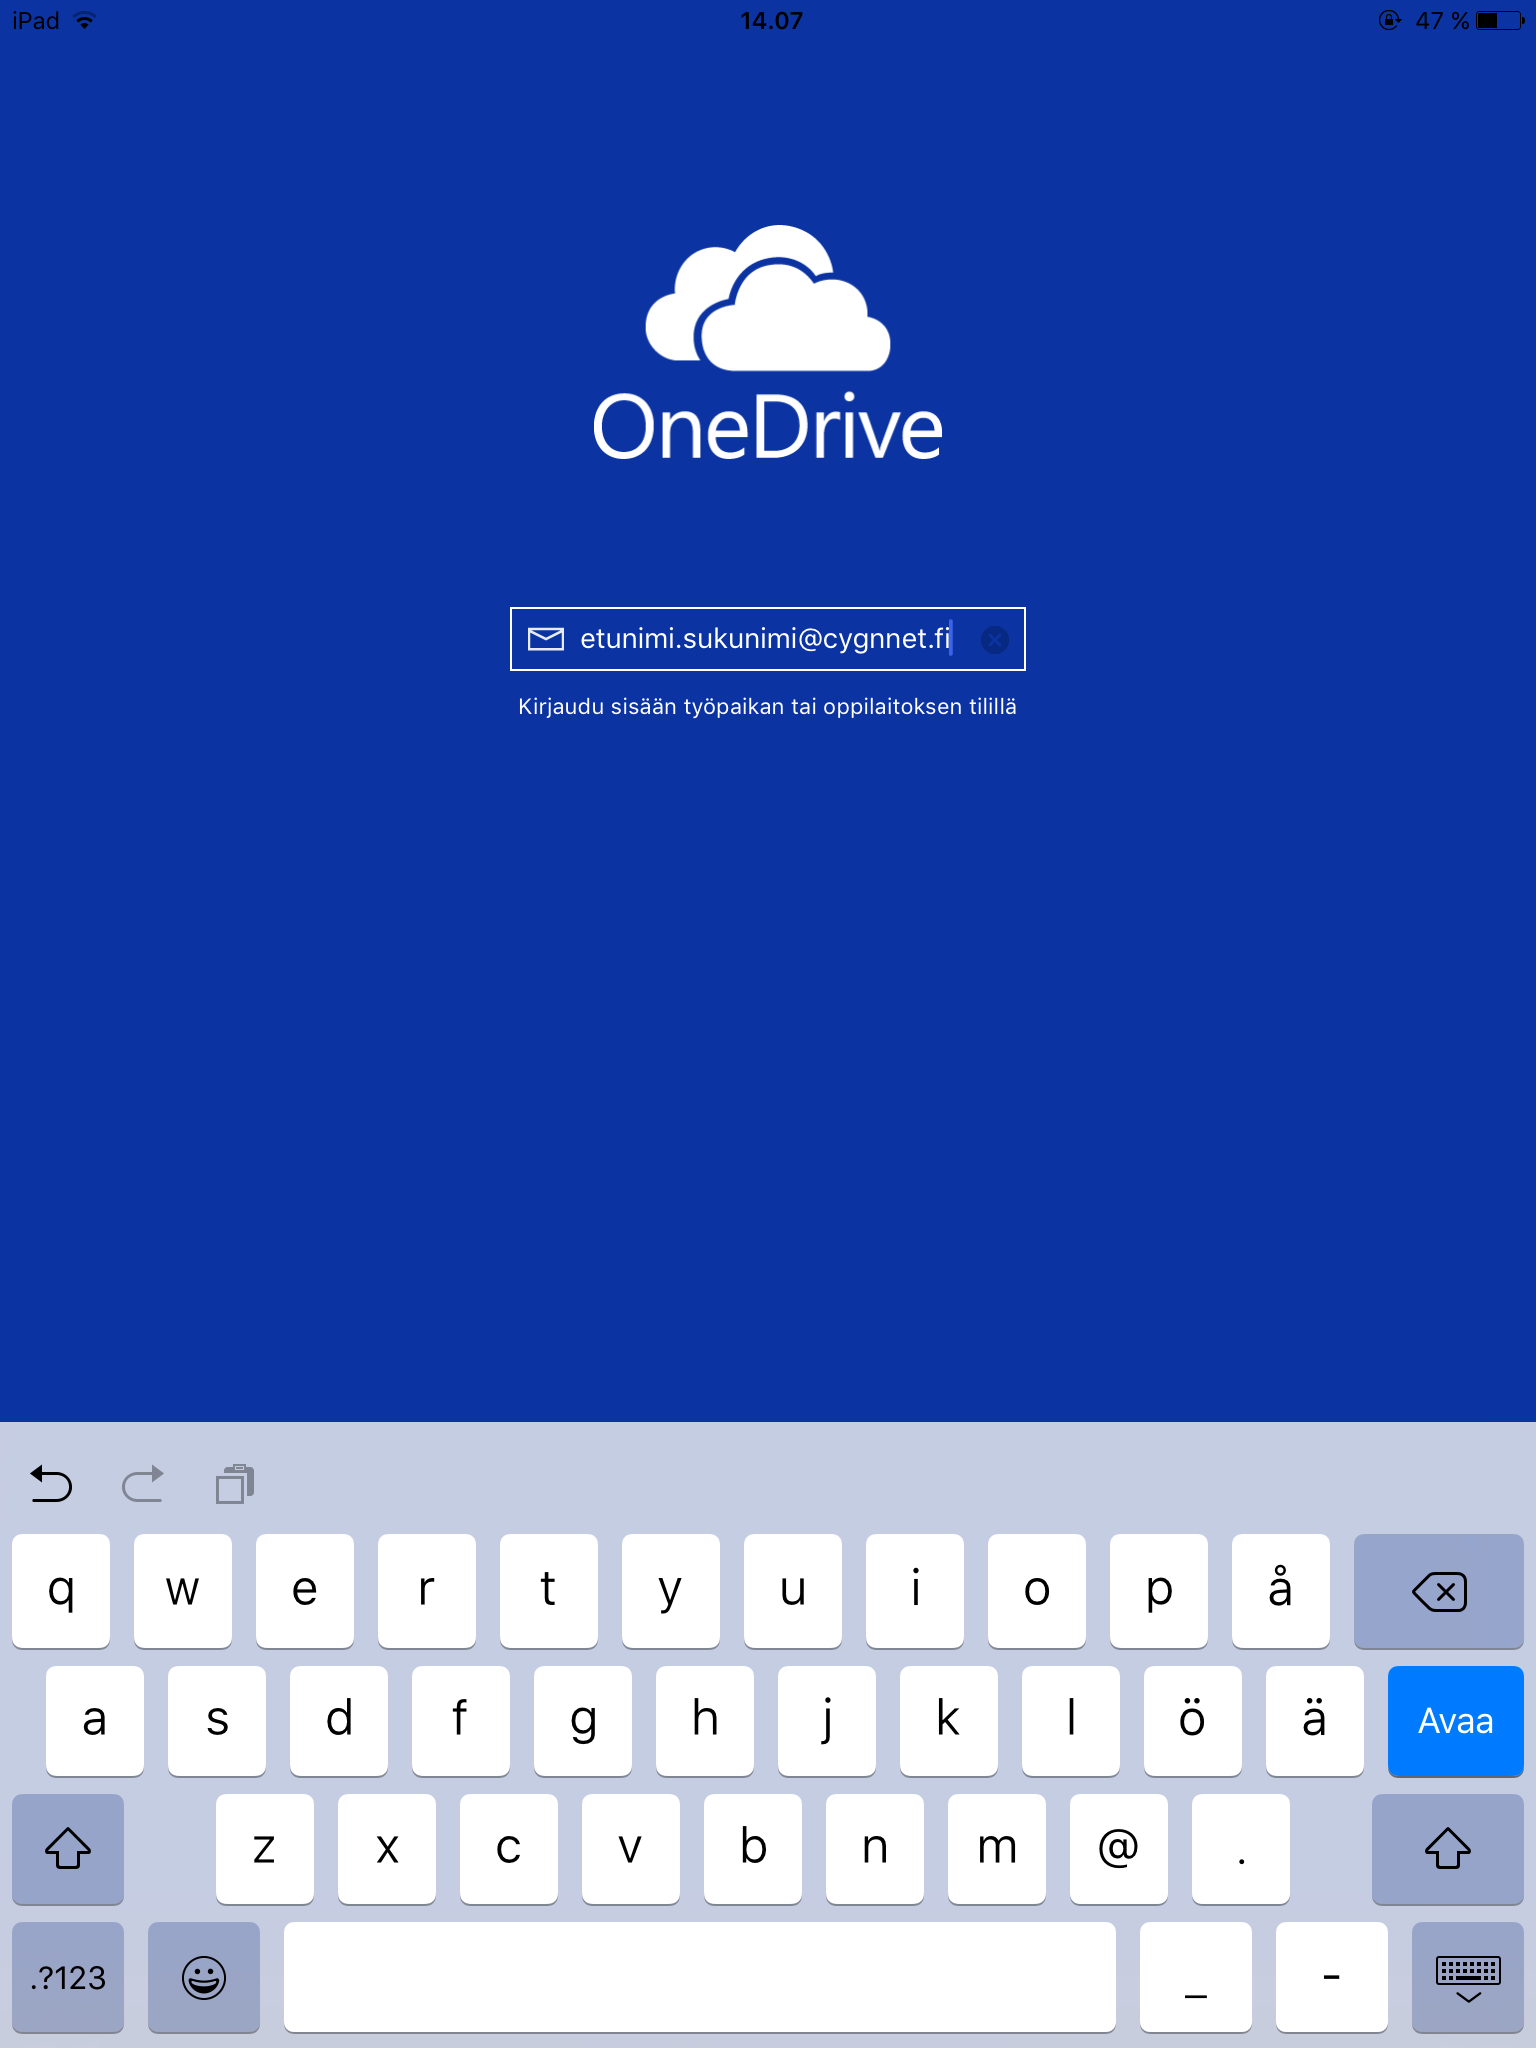 iPad 14.07 47 %
OneDrive
etunimi.sukunimi@cygnnet.fi
Kirjaudu sisään työpaikan tai oppilaitoksen tilillä
q w e r t y u i o p å
a s d f g h j k l ö ä Avaa
z x c v b n m @ .
.?123 _ -